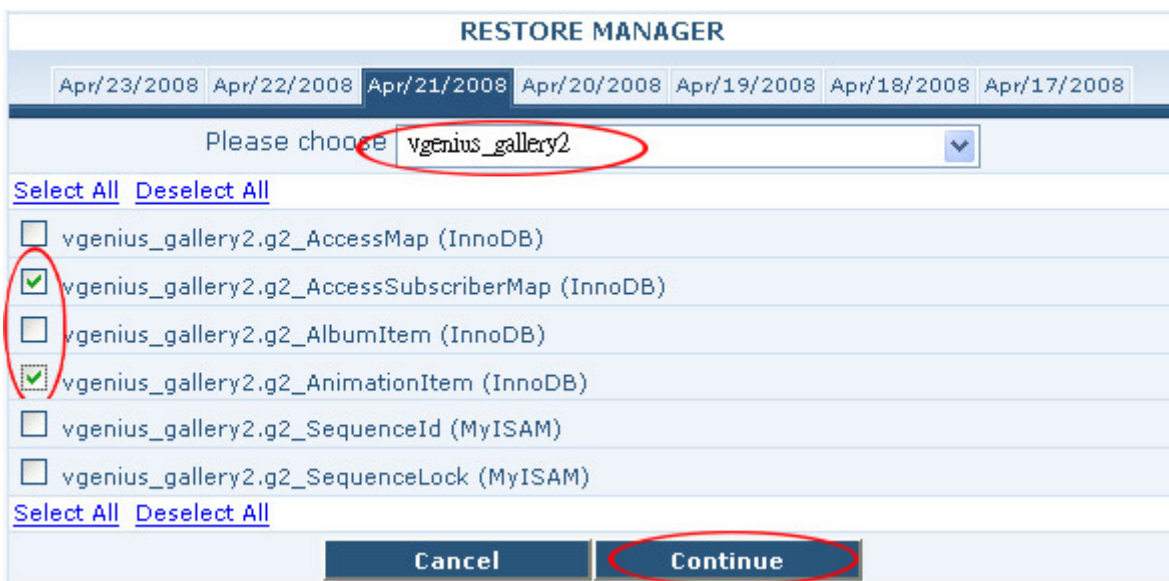 RESTORE MANAGER
Apr/23/2008 Apr/22/2008 Apr/21/2008 Apr/20/2008 Apr/19/2008 Apr/18/2008 Apr/17/2008
Please choose vgenius_gallery2
Select All Deselect All
vgenius_gallery2.g2_AccessMap (InnoDB)
vgenius_gallery2.g2_AccessSubscriberMap (InnoDB)
vgenius_gallery2.g2_AlbumItem (InnoDB)
vgenius_gallery2.g2_AnimationItem (InnoDB)
vgenius_gallery2.g2_SequenceId (MyISAM)
vgenius_gallery2.g2_SequenceLock (MyISAM)
Select All Deselect All
Cancel Continue